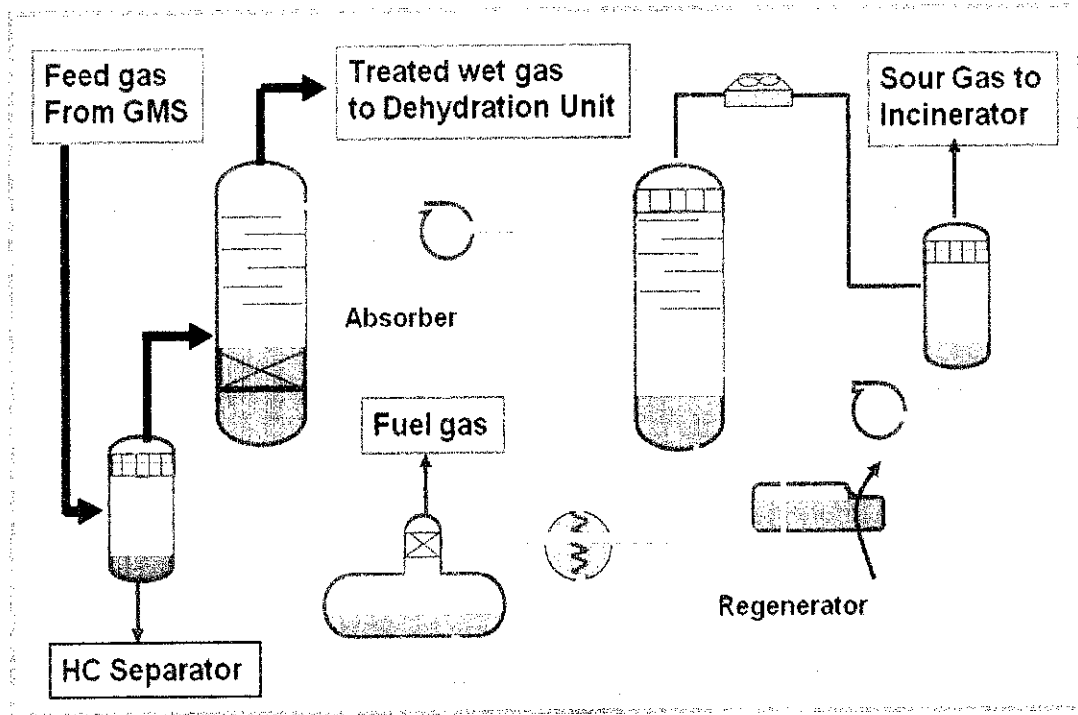 Feed gas
From GMS
Treated wet gas
to Dehydration Unit
Sour Gas to
Incinerator
Absorber
Fuel gas
Regenerator
HC Separator